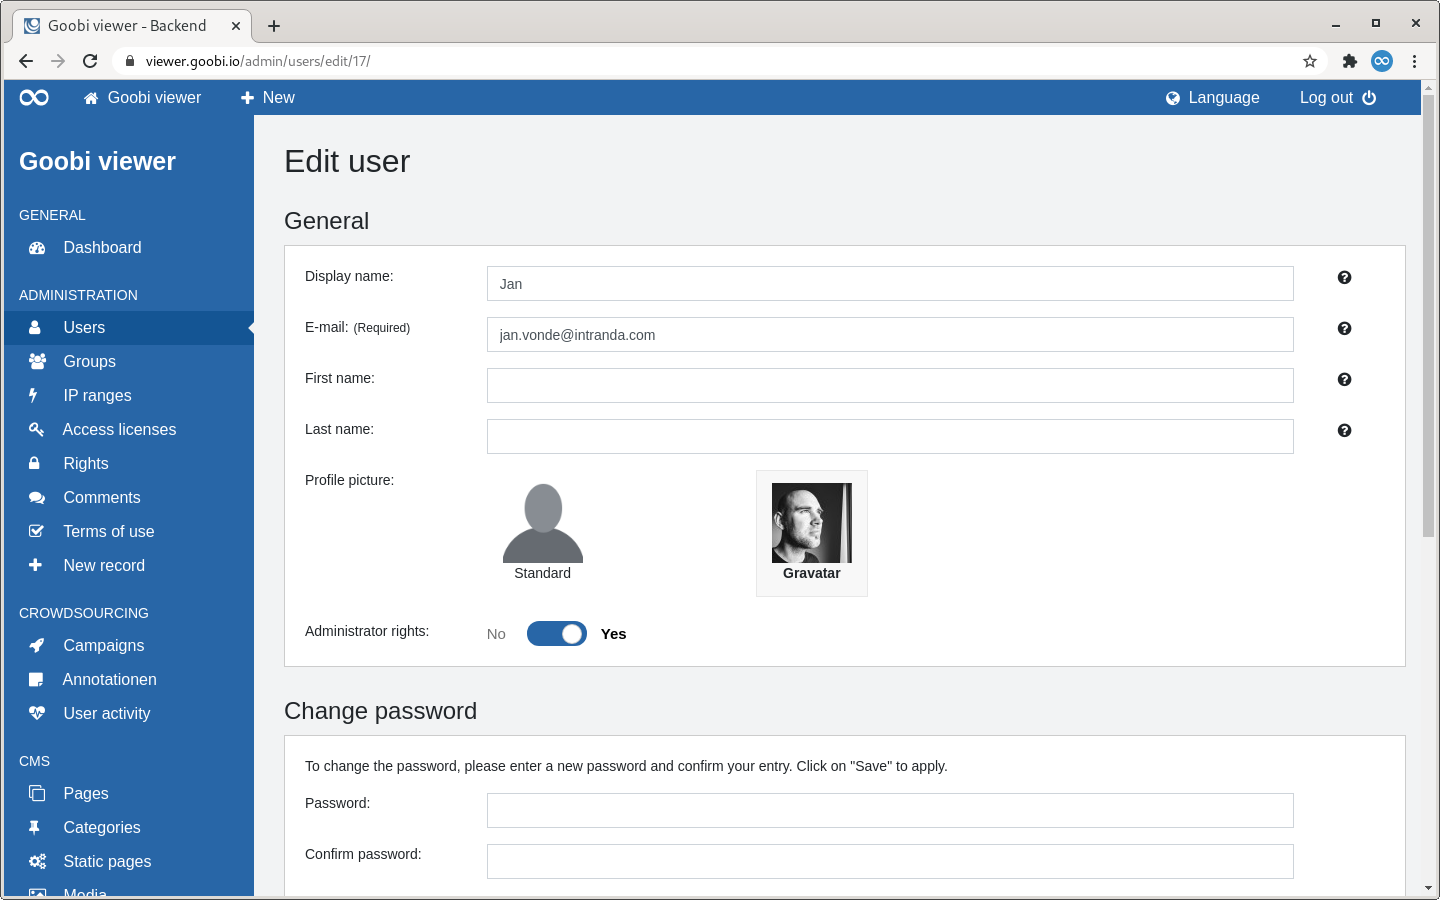 Goobi viewer - Backend
viewer.goobi.io/admin/users/edit/17/
Goobi viewer
New
Language
Log out
Goobi viewer
GENERAL
Dashboard
ADMINISTRATION
Users
Groups
IP ranges
Access licenses
Rights
Comments
Terms of use
New record
CROWDSOURCING
Campaigns
Annotationen
User activity
CMS
Pages
Categories
Static pages
Media
Edit user
General
Display name:
Jan
E-mail: (Required)
jan.vonde@intranda.com
First name:
Last name:
Profile picture:
Standard
Gravatar
Administrator rights:
No Yes
Change password
To change the password, please enter a new password and confirm your entry. Click on "Save" to apply.
Password:
Confirm password: